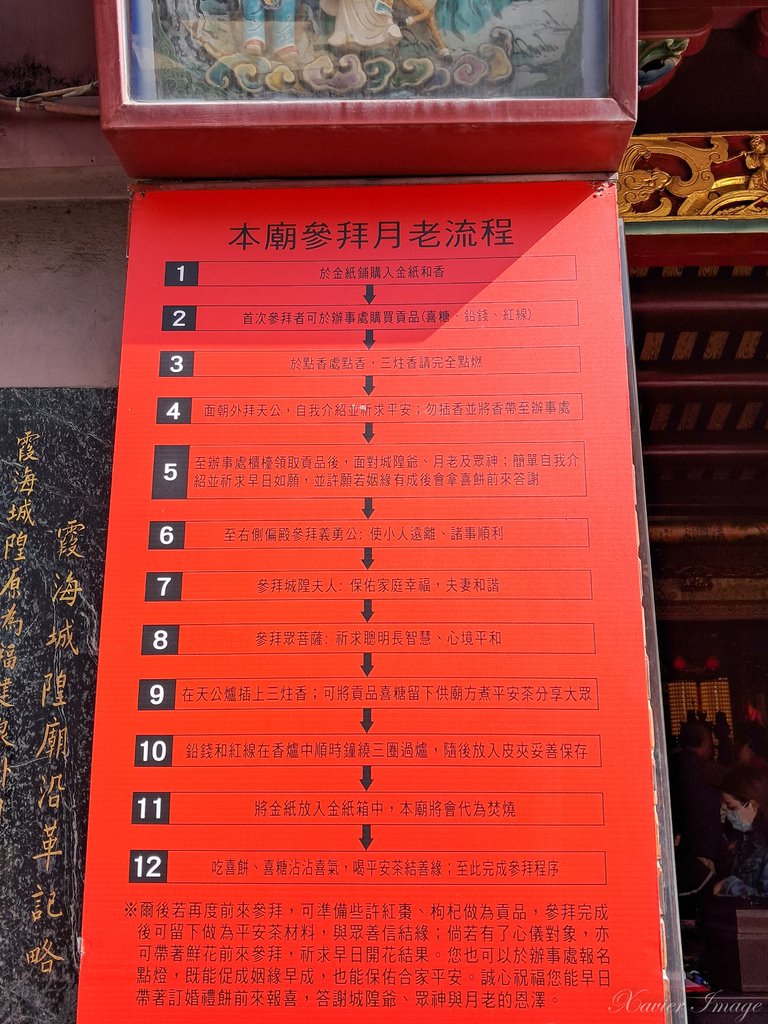 本廟參拜月老流程
1 於金紙鋪購入金紙和香
2 首次參拜者可於辦事處購買貢品(喜糖、鉛錢、紅線)
3 於點香處點香，三炷香請完全點燃
4 面朝外拜天公，自我介紹並祈求平安；勿插香並將香帶至辦事處
5 至辦事處櫃檯領取貢品後，面對城隍爺、月老及眾神；簡單自我介
紹並祈求早日如願，並許願若姻緣有成後會拿喜餅前來答謝
6 至右側偏殿參拜義勇公: 使小人遠離、諸事順利
7 參拜城隍夫人: 保佑家庭幸福，夫妻和諧
8 參拜眾菩薩: 祈求聰明長智慧、心境平和
9 在天公爐插上三炷香；可將貢品喜糖留下供廟方煮平安茶分享大眾
10 鉛錢和紅線在香爐中順時鐘繞三圈過爐，隨後放入皮夾妥善保存
11 將金紙放入金紙箱中，本廟將會代為焚燒
12 吃喜餅、喜糖沾沾喜氣，喝平安茶結善緣；至此完成參拜程序
※爾後若再度前來參拜，可準備些許紅棗、枸杞做為貢品，參拜完成
後可留下做為平安茶材料，與眾善信結緣；倘若有了心儀對象，亦
可帶著鮮花前來參拜，祈求早日開花結果。您也可以於辦事處報名
點燈，既能促成姻緣早成，也能保佑合家平安。誠心祝福您能早日
帶著訂婚禮餅前來報喜，答謝城隍爺、眾神與月老的恩澤。
霞海城隍廟沿革記略
霞海城隍原為福建泉
Xavier Image